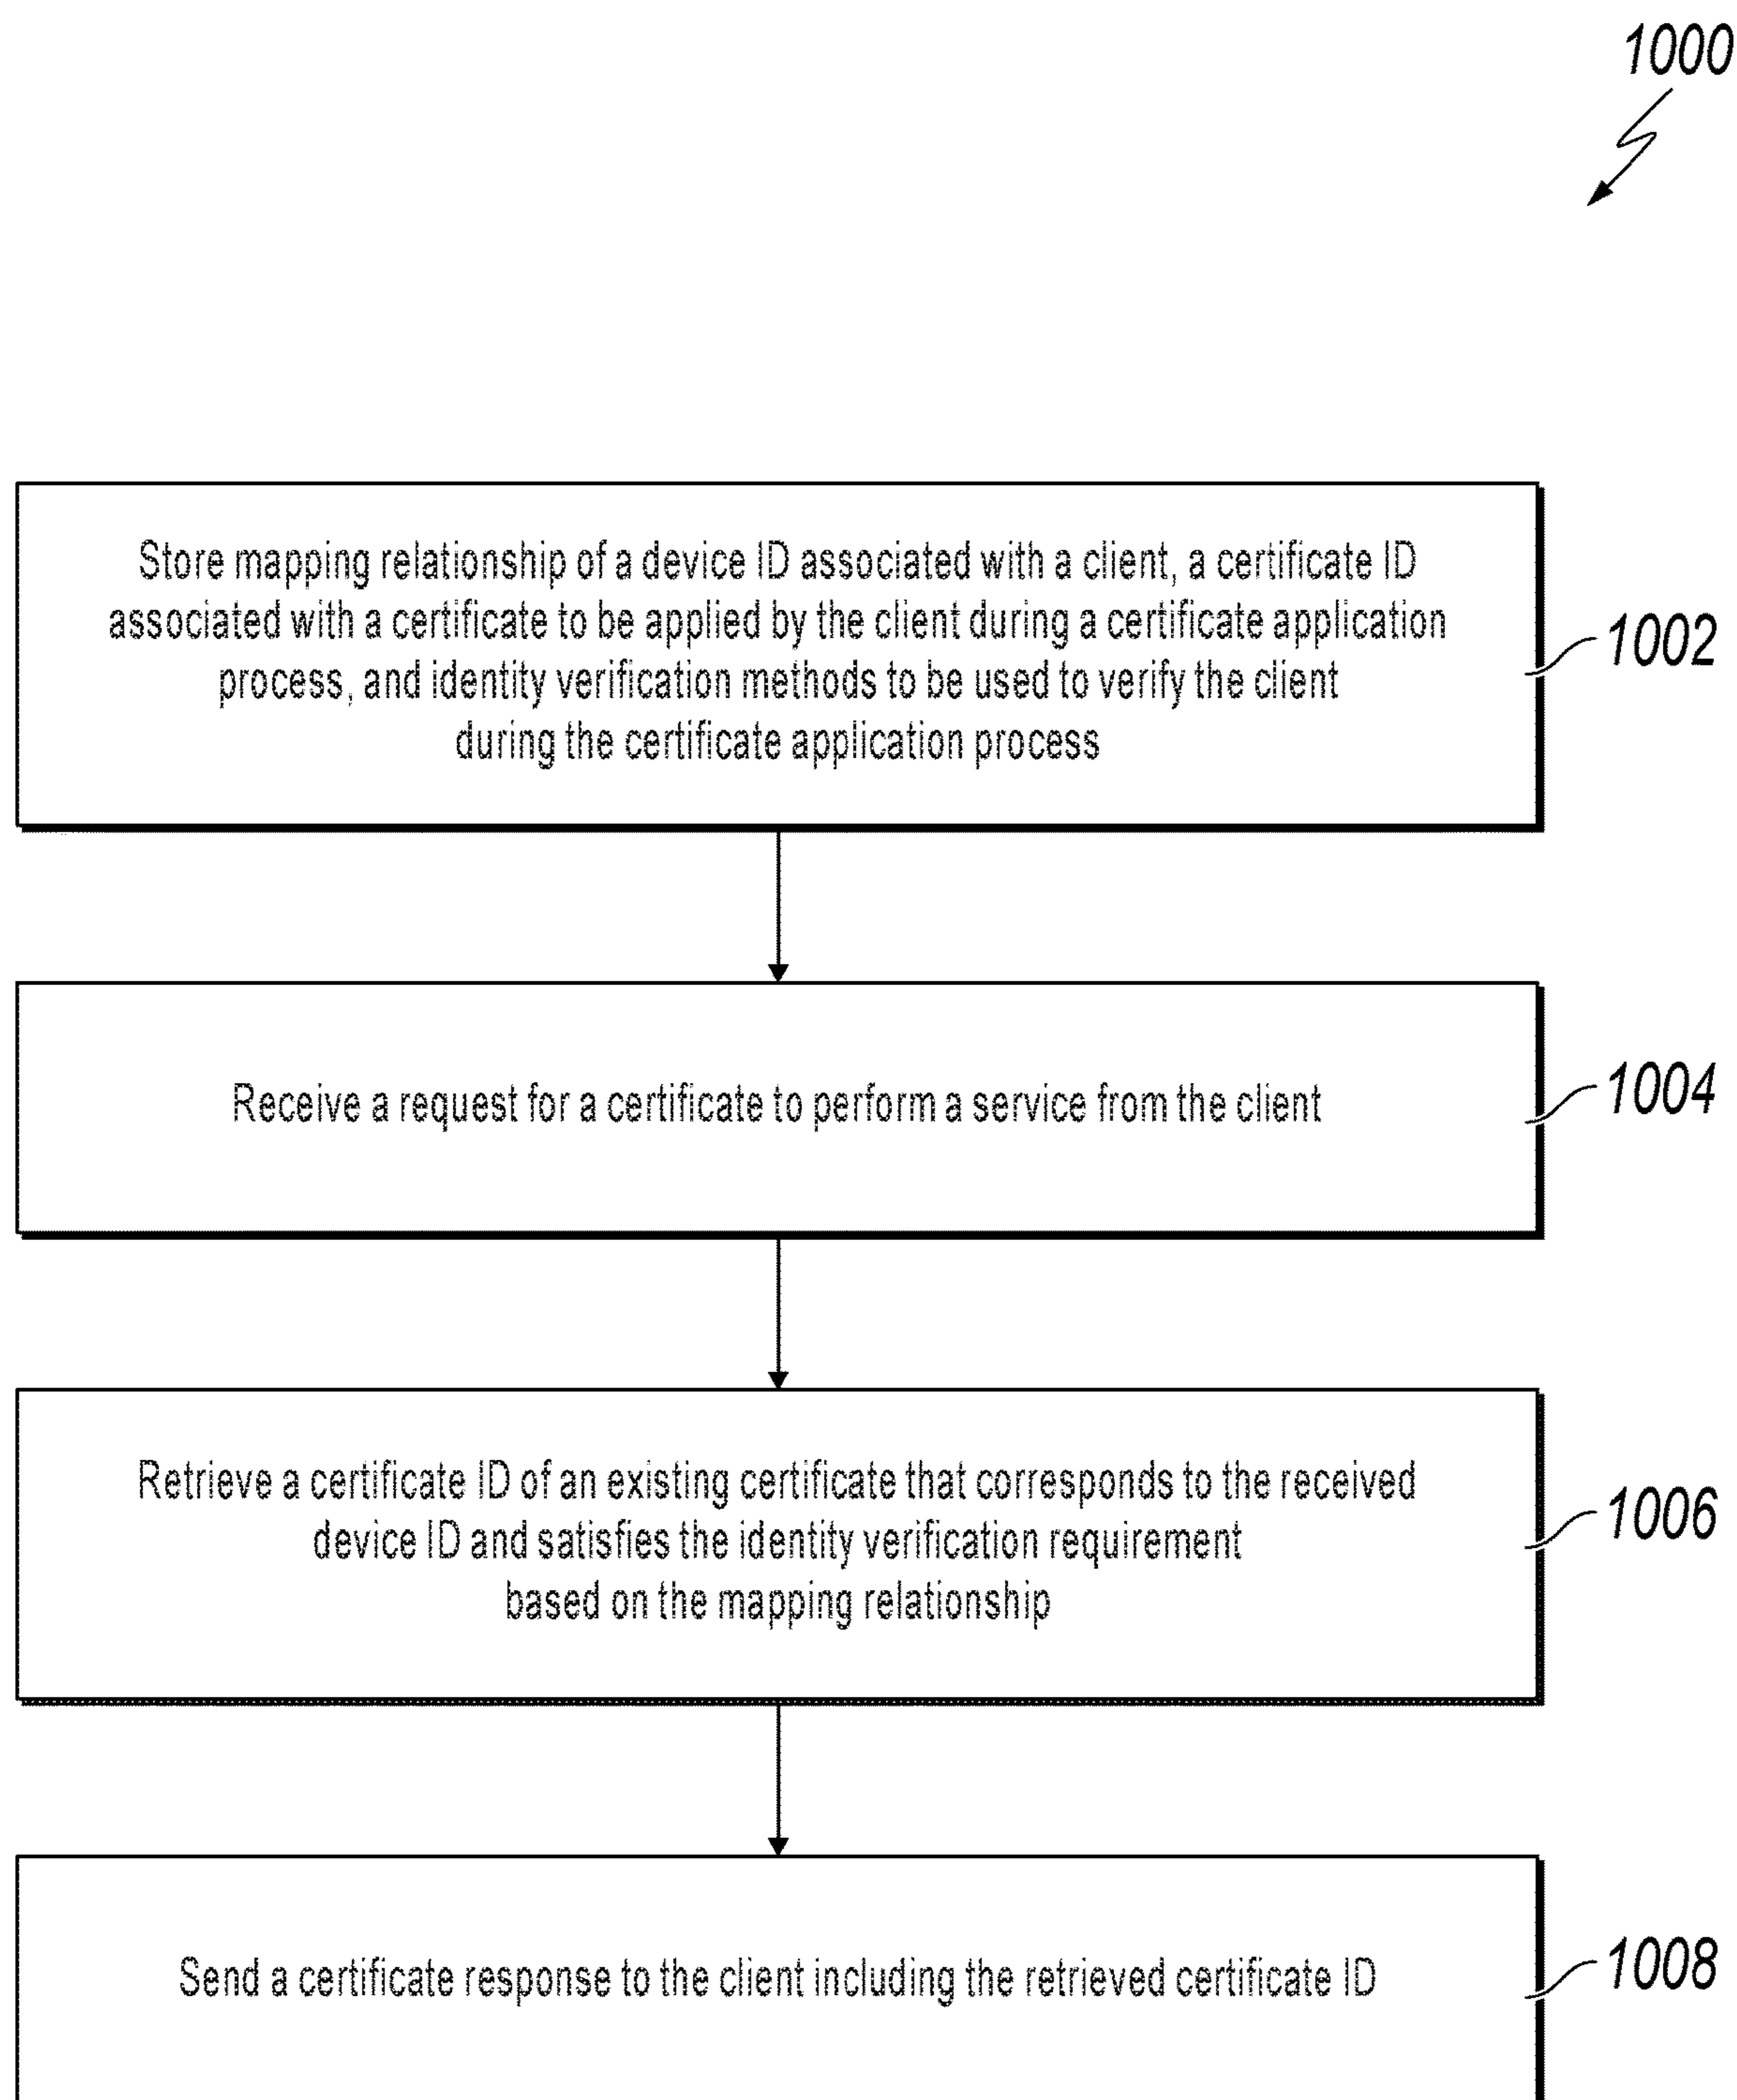 1000
Store mapping relationship of a device ID associated with a client, a certificate ID
associated with a certificate to be applied by the client during a certificate application
process, and identity verification methods to be used to verify the client
during the certificate application process
1002
Receive a request for a certificate to perform a service from the client
1004
Retrieve a certificate ID of an existing certificate that corresponds to the received
device ID and satisfies the identity verification requirement
based on the mapping relationship
1006
Send a certificate response to the client including the retrieved certificate ID
1008